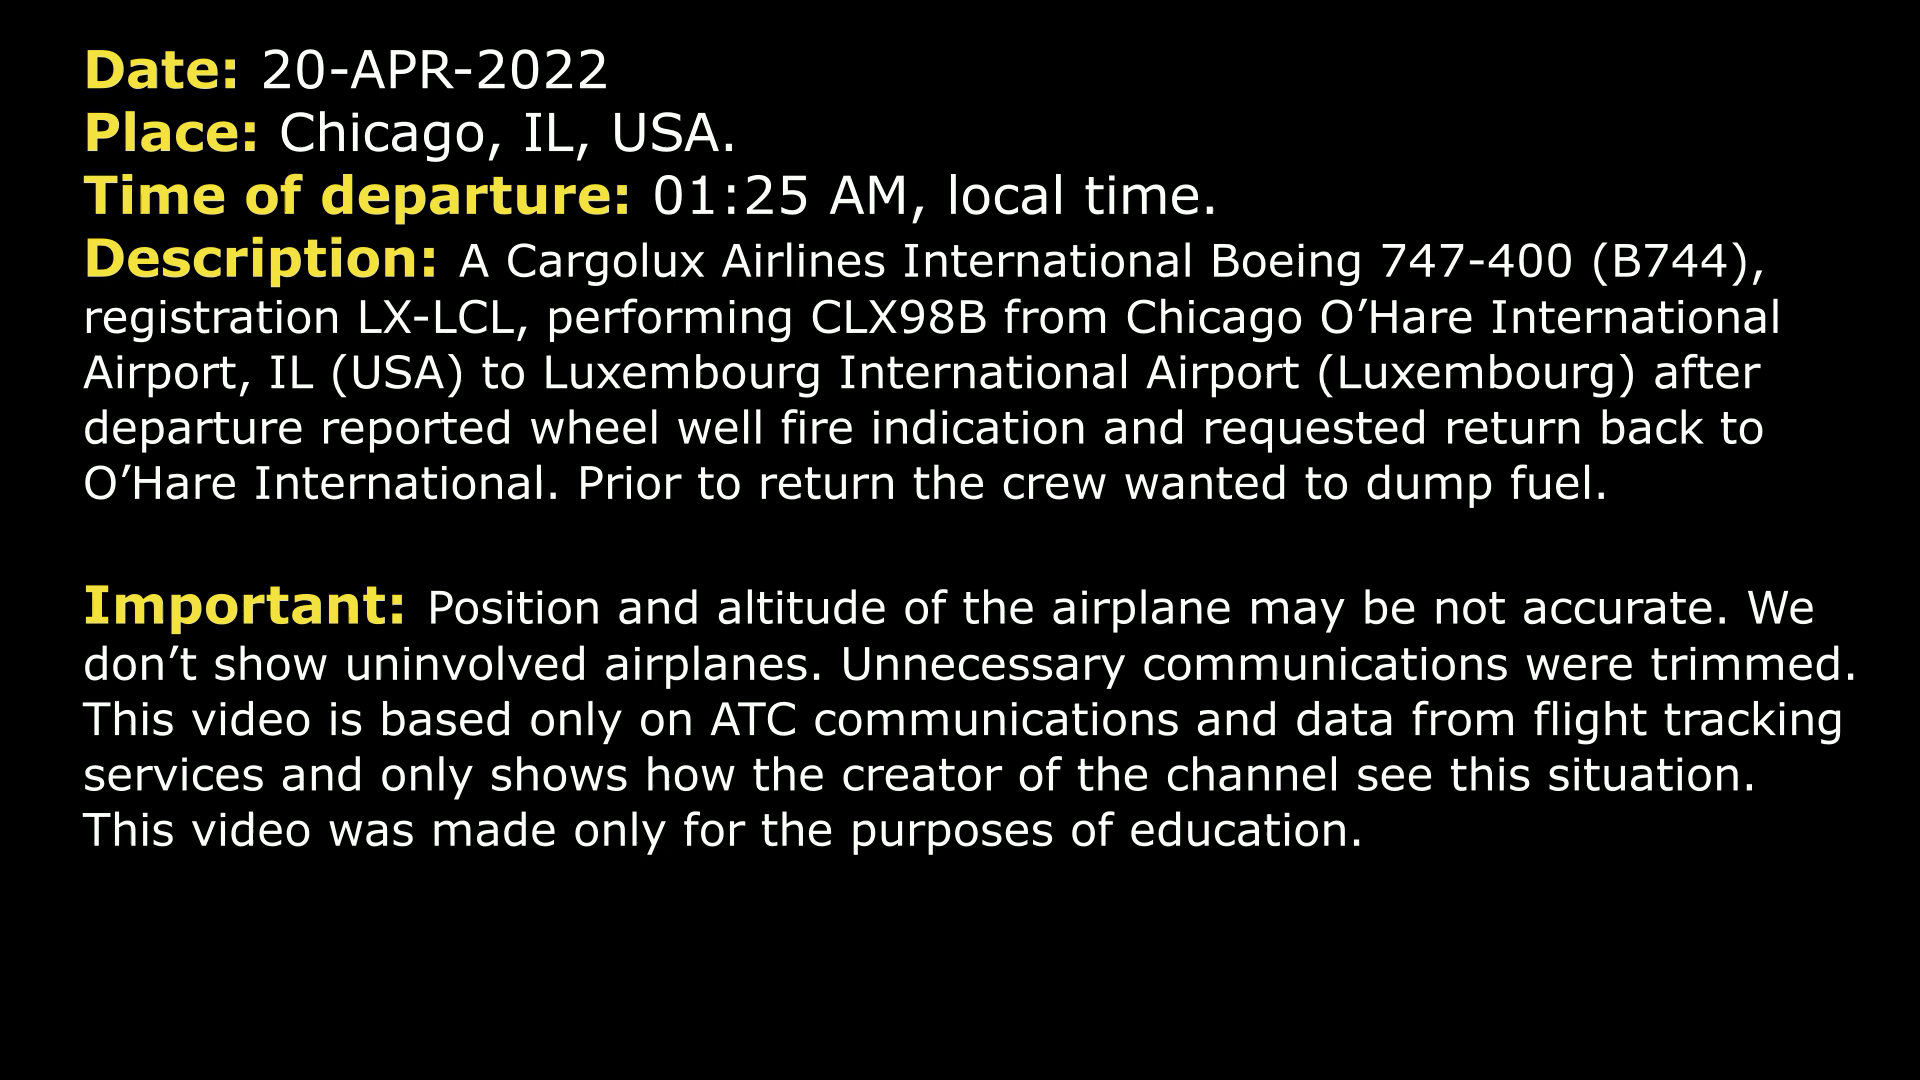 Date: 20-APR-2022
Place: Chicago, IL, USA.
Time of departure: 01:25 AM, local time.
Description: A Cargolux Airlines International Boeing 747-400 (B744),
registration LX-LCL, performing CLX98B from Chicago O’Hare International
Airport, IL (USA) to Luxembourg International Airport (Luxembourg) after
departure reported wheel well fire indication and requested return back to
O’Hare International. Prior to return the crew wanted to dump fuel.
Important: Position and altitude of the airplane may be not accurate. We
don’t show uninvolved airplanes. Unnecessary communications were trimmed.
This video is based only on ATC communications and data from flight tracking
services and only shows how the creator of the channel see this situation.
This video was made only for the purposes of education.